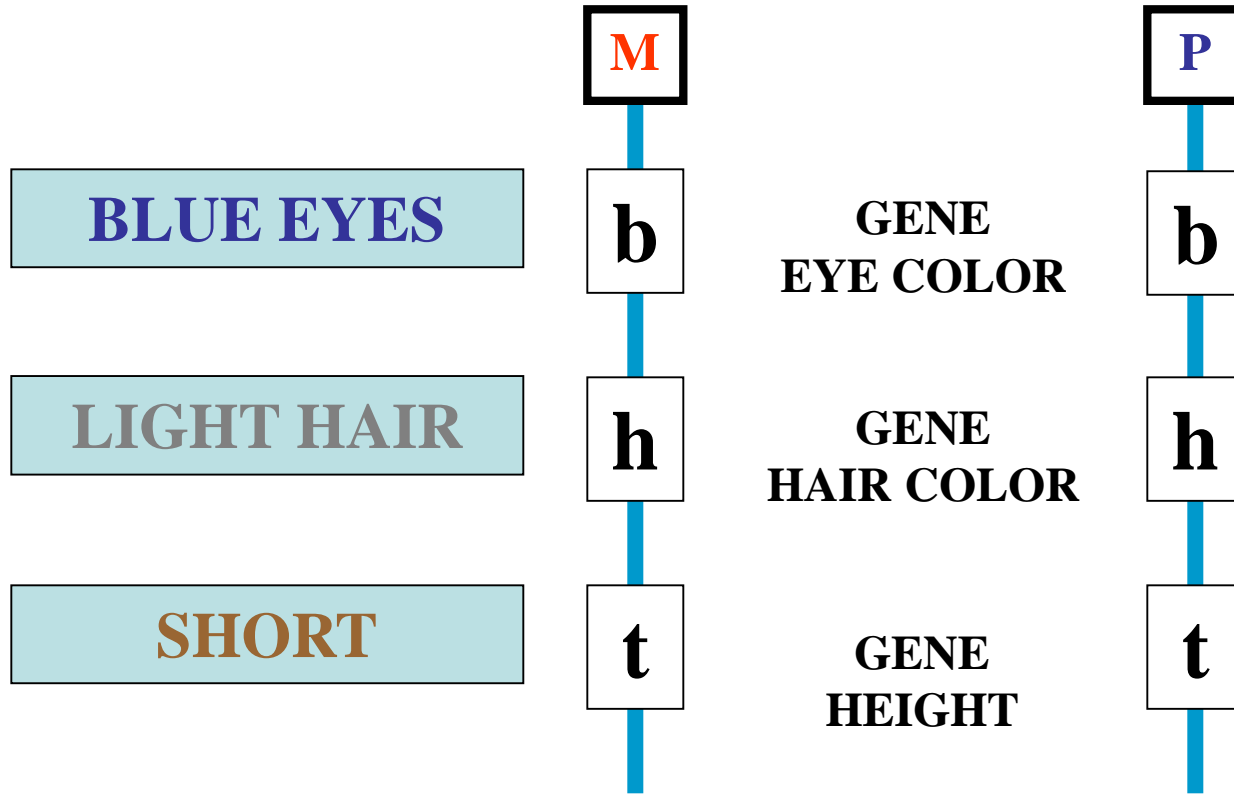 M P
BLUE EYES b GENE b
EYE COLOR
LIGHT HAIR h GENE h
HAIR COLOR
SHORT t GENE t
HEIGHT